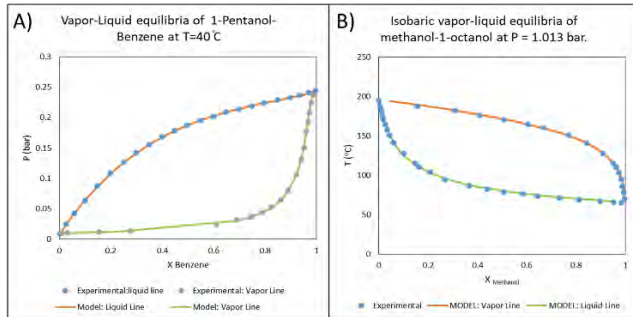 A)
Vapor-Liquid equilibria of 1-Pentanol-
Benzene at T=40°C
0.3
0.25
0.2
0.15
0.1
0.05
0
P (bar)
0 0.2 0.4 0.6 0.8 1
X Benzene
Experimental:liquid line
Experimental: Vapor Line
Model: Liquid Line
Model: Vapor Line
B)
Isobaric vapor-liquid equilibria of
methanol-1-octanol at P = 1.013 bar.
250
200
150
100
50
0
T (°C)
0 0.2 0.4 0.6 0.8 1
X Methanol
Experimental
MODEL: Vapor Line
MODEL: Liquid Line